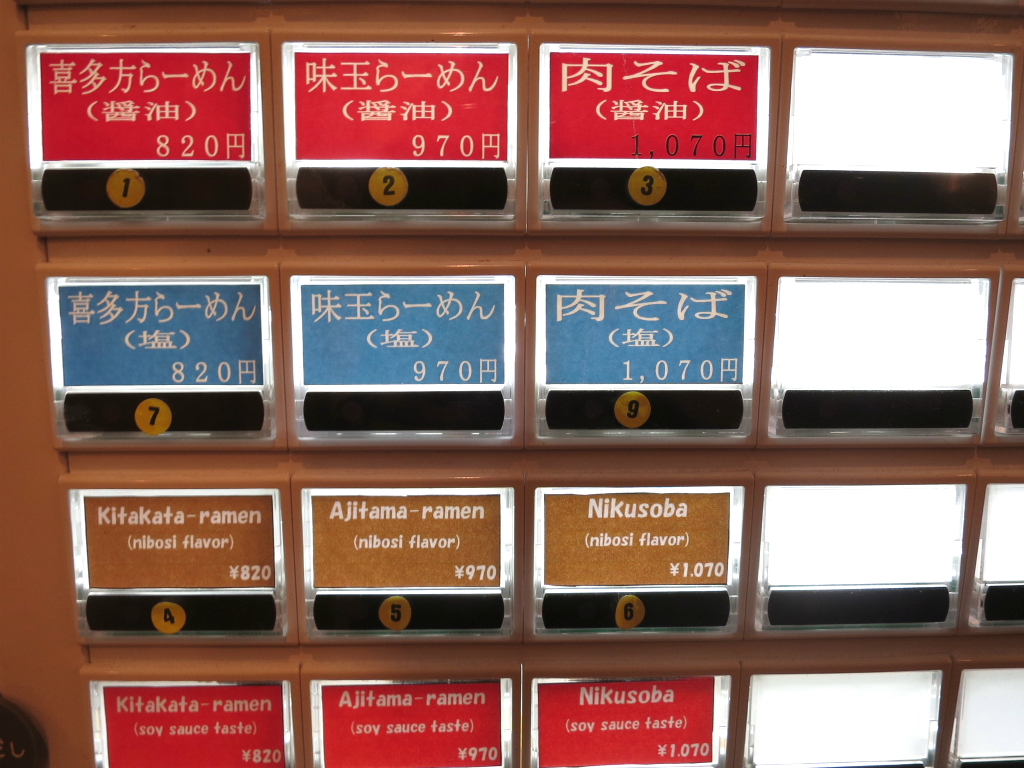 喜多方らーめん
（醤油）
820円
1
味玉らーめん
（醤油）
970円
2
肉そば
（醤油）
1,070円
3
喜多方らーめん
（塩）
820円
7
味玉らーめん
（塩）
970円
肉そば
（塩）
1,070円
9
Kitakata-ramen
(nibosi flavor)
¥820
4
Ajitama-ramen
(nibosi flavor)
¥970
5
Nikusoba
(nibosi flavor)
¥1.070
6
Kitakata-ramen
(soy sauce taste)
¥820
Ajitama-ramen
(soy sauce taste)
¥970
Nikusoba
(soy sauce taste)
¥1.070